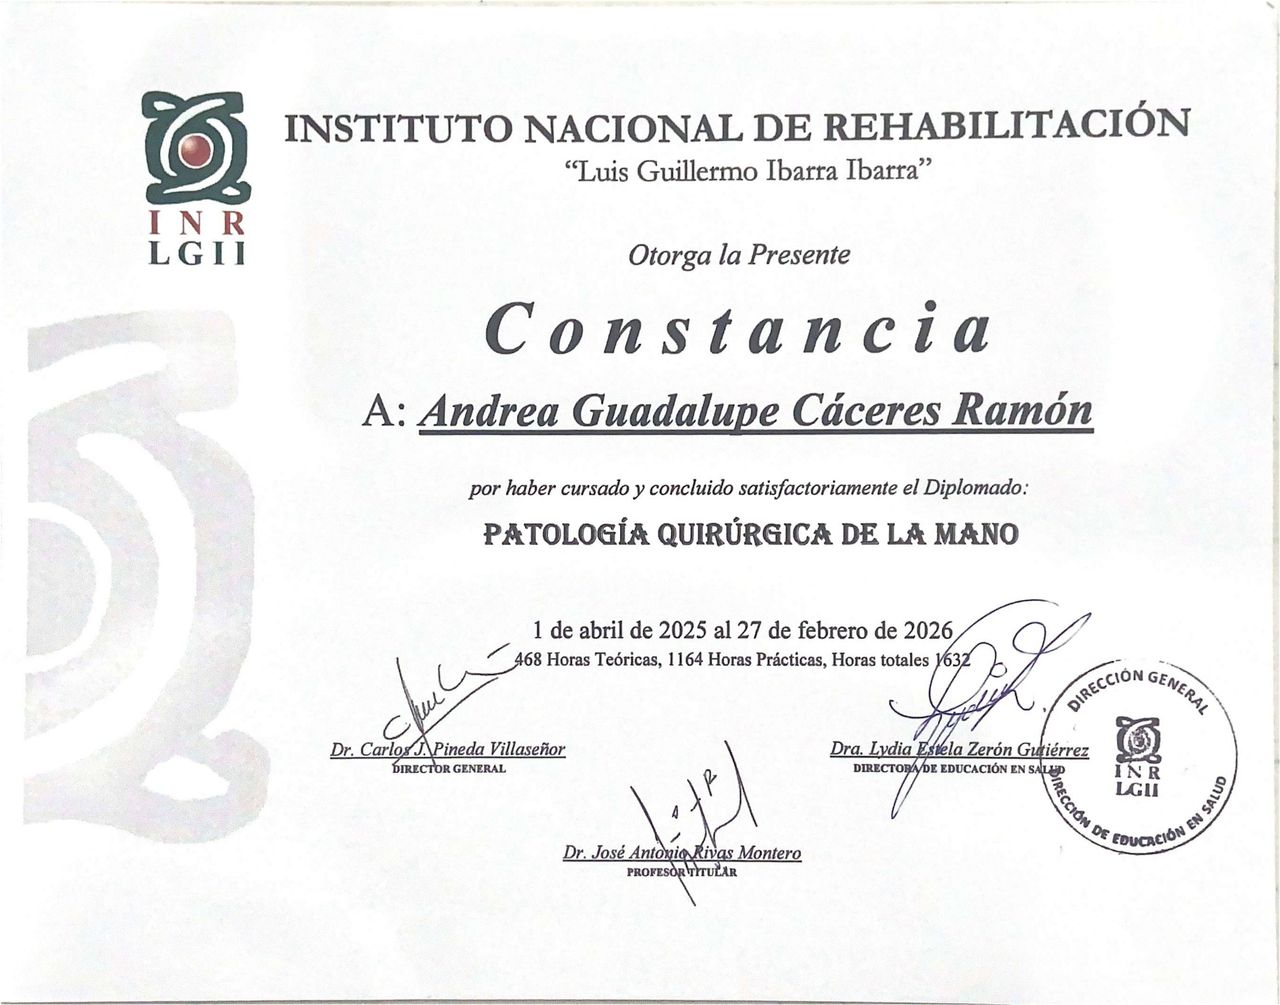 INR
LGII
INSTITUTO NACIONAL DE REHABILITACIÓN
“Luis Guillermo Ibarra Ibarra”
Otorga la Presente
Constancia
A: Andrea Guadalupe Cáceres Ramón
por haber cursado y concluido satisfactoriamente el Diplomado:
PATOLOGÍA QUIRÚRGICA DE LA MANO
1 de abril de 2025 al 27 de febrero de 2026
468 Horas Teóricas, 1164 Horas Prácticas, Horas totales 1632
Dr. Carlos J. Pineda Villaseñor
DIRECTOR GENERAL
Dra. Lydia Estela Zerón Gutiérrez
DIRECTORA DE EDUCACIÓN EN SALUD
DIRECCIÓN GENERAL
INR
LGII
DIRECCIÓN DE EDUCACIÓN EN SALUD
Dr. José Antonio Rivas Montero
PROFESOR TITULAR